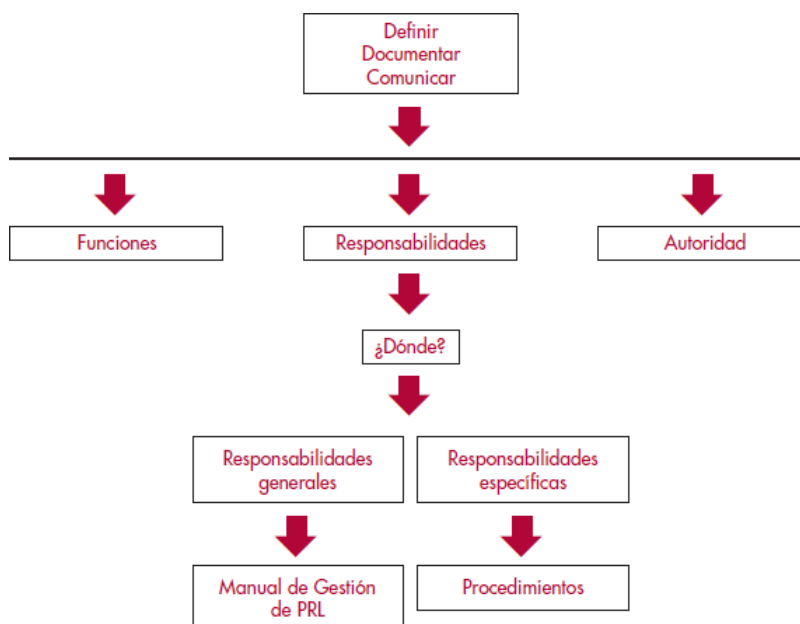 Definir
Documentar
Comunicar
Funciones
Responsabilidades
Autoridad
¿Dónde?
Responsabilidades
generales
Responsabilidades
específicas
Manual de Gestión
de PRL
Procedimientos